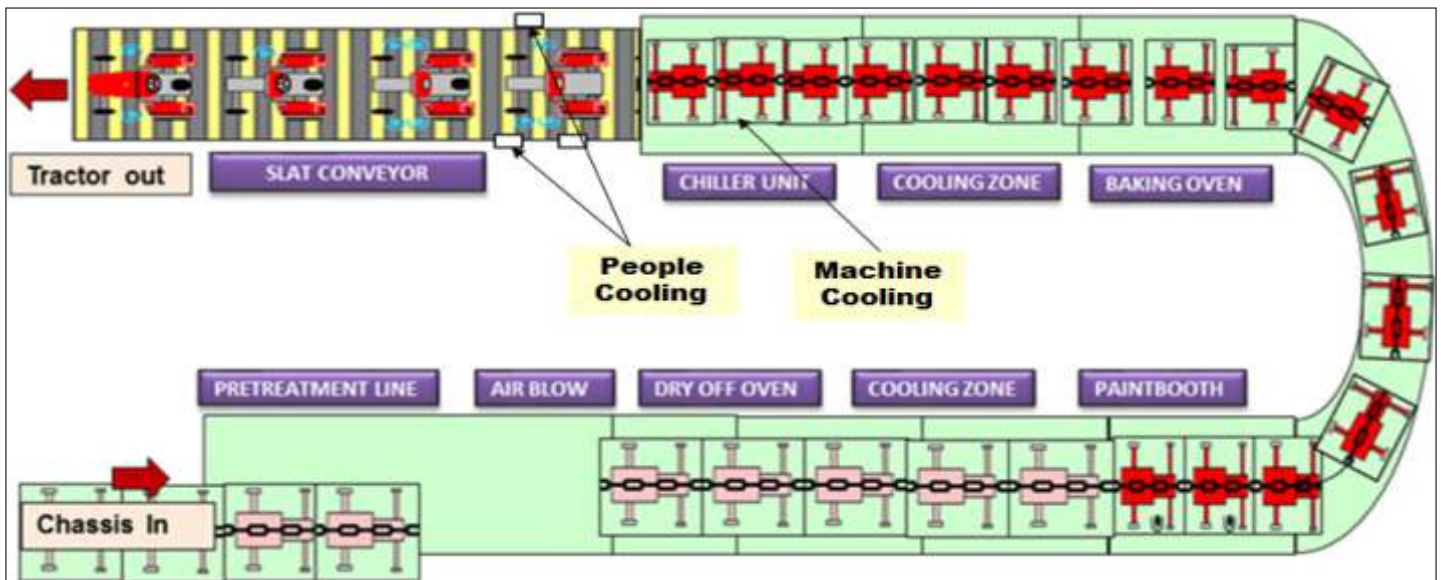 Tractor out
SLAT CONVEYOR
CHILLER UNIT
COOLING ZONE
BAKING OVEN
People
Cooling
Machine
Cooling
PRETREATMENT LINE
AIR BLOW
DRY OFF OVEN
COOLING ZONE
PAINTBOOTH
Chassis In